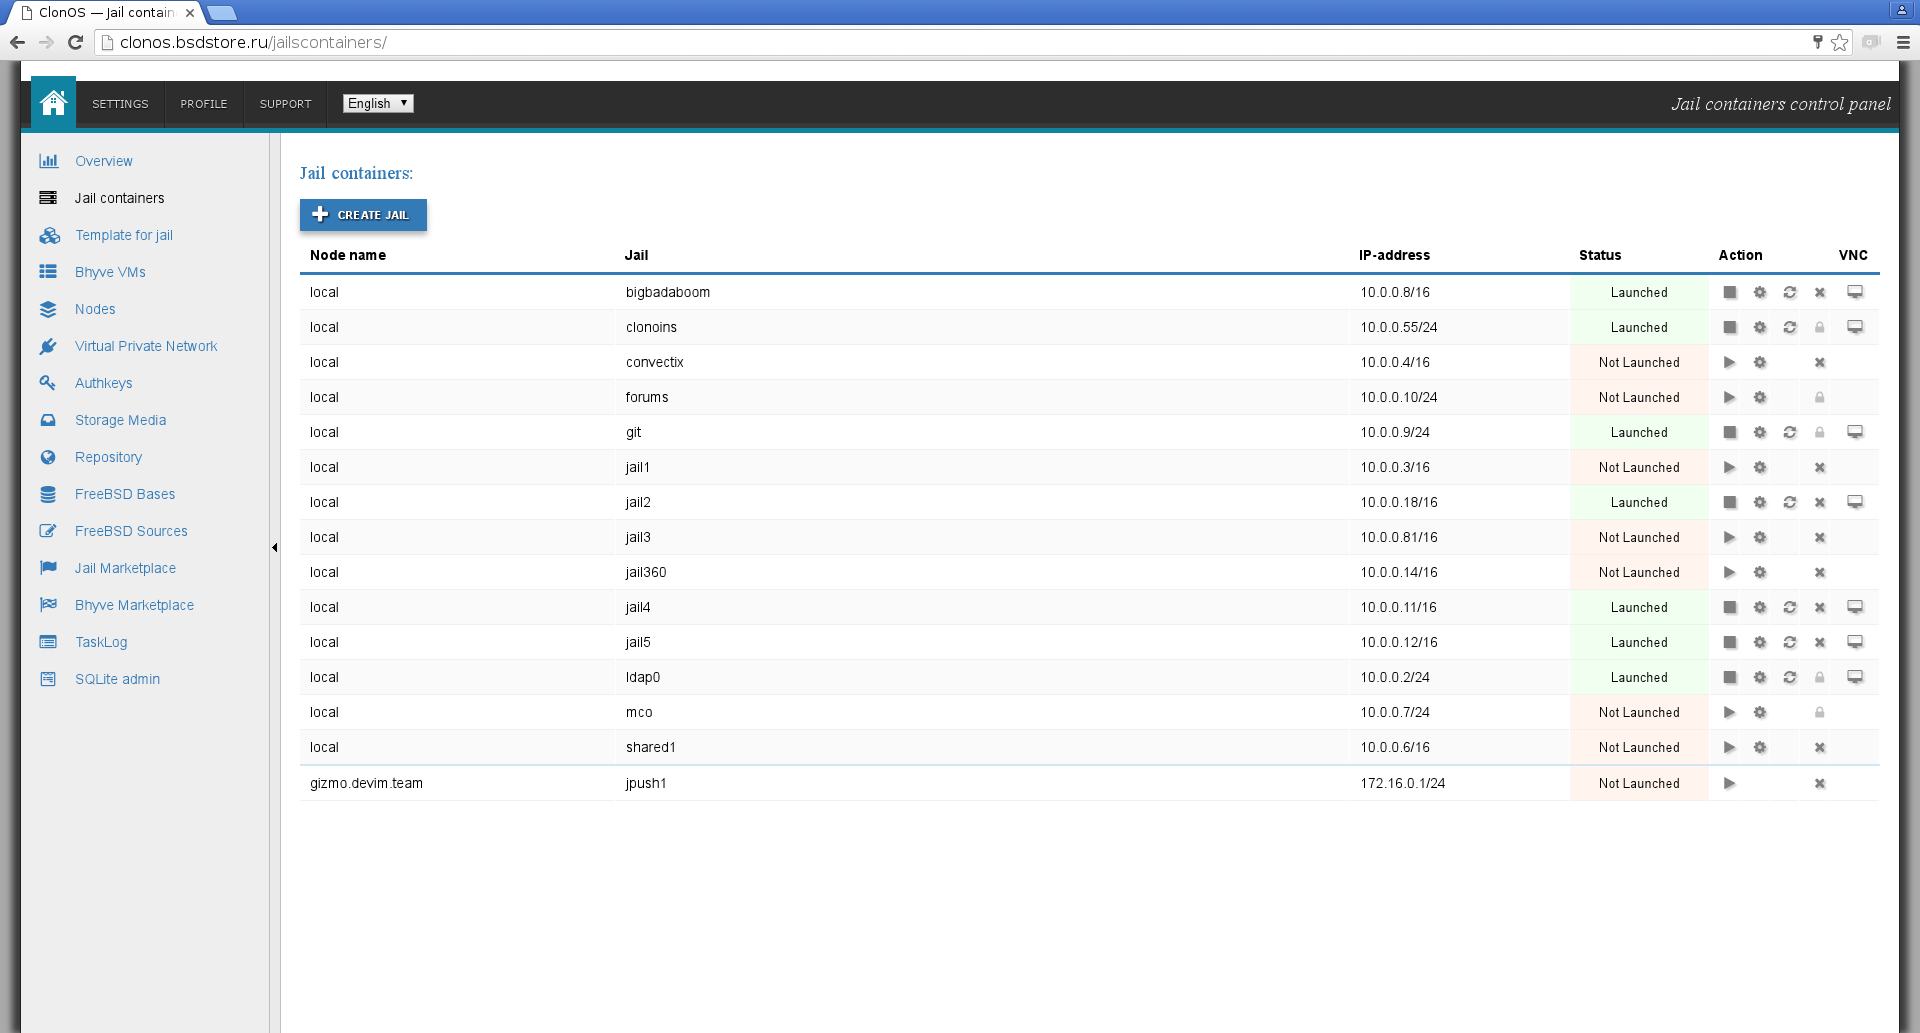 ClonOS — Jail contain
clonos.bsdstore.ru/jailscontainers/
SETTINGS PROFILE SUPPORT English Jail containers control panel
Overview
Jail containers
Template for jail
Bhyve VMs
Nodes
Virtual Private Network
Authkeys
Storage Media
Repository
FreeBSD Bases
FreeBSD Sources
Jail Marketplace
Bhyve Marketplace
TaskLog
SQLite admin
Jail containers:
CREATE JAIL
Node name Jail IP-address Status Action VNC
local bigbadaboom 10.0.0.8/16 Launched
local clonoins 10.0.0.55/24 Launched
local convectix 10.0.0.4/16 Not Launched
local forums 10.0.0.10/24 Not Launched
local git 10.0.0.9/24 Launched
local jail1 10.0.0.3/16 Not Launched
local jail2 10.0.0.18/16 Launched
local jail3 10.0.0.81/16 Not Launched
local jail360 10.0.0.14/16 Not Launched
local jail4 10.0.0.11/16 Launched
local jail5 10.0.0.12/16 Launched
local ldap0 10.0.0.2/24 Launched
local mco 10.0.0.7/24 Not Launched
local shared1 10.0.0.6/16 Not Launched
gizmo.devim.team jpush1 172.16.0.1/24 Not Launched